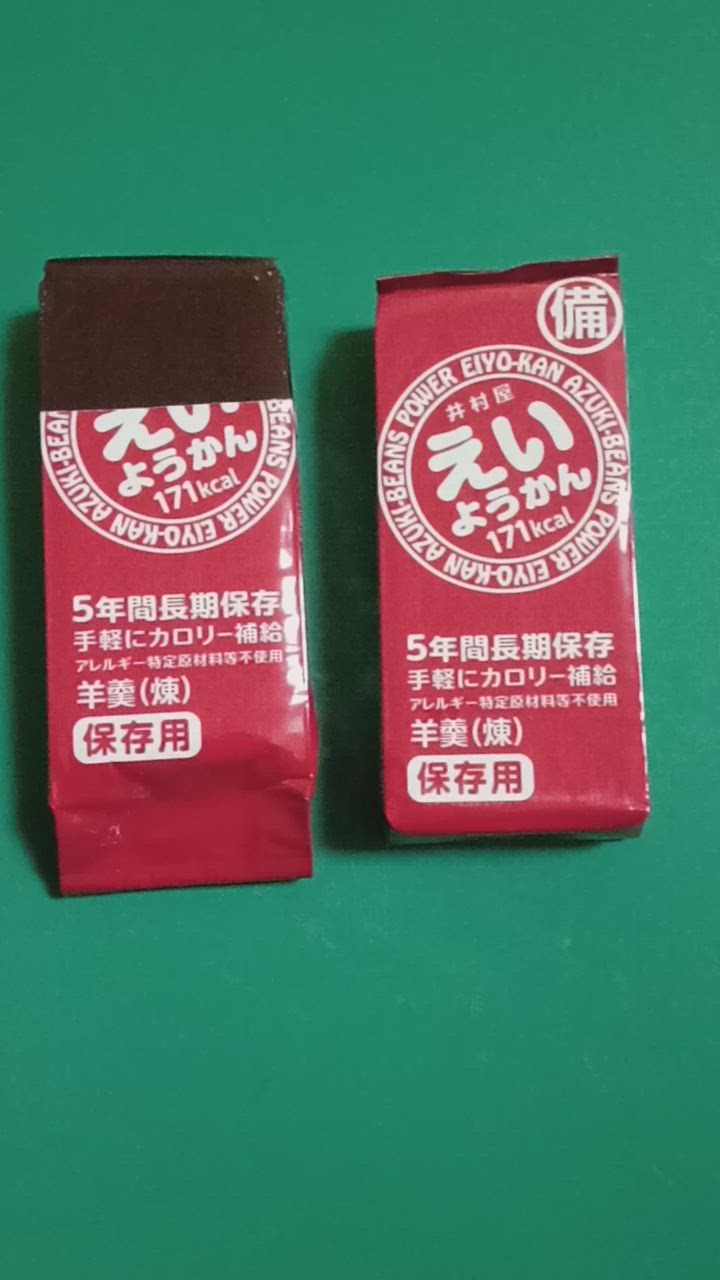 えい
ようかん
171kcal
AZUKI-BEANS POWER EIYO-KAN
5年間長期保存
手軽にカロリー補給
アレルギー特定原材料等不使用
羊羹(煉)
保存用
備
POWER EIYO-KAN AZUKI-BEANS POWER EIYO-KAN AZUKI-BEANS
井村屋
えい
ようかん
171kcal
5年間長期保存
手軽にカロリー補給
アレルギー特定原材料等不使用
羊羹(煉)
保存用